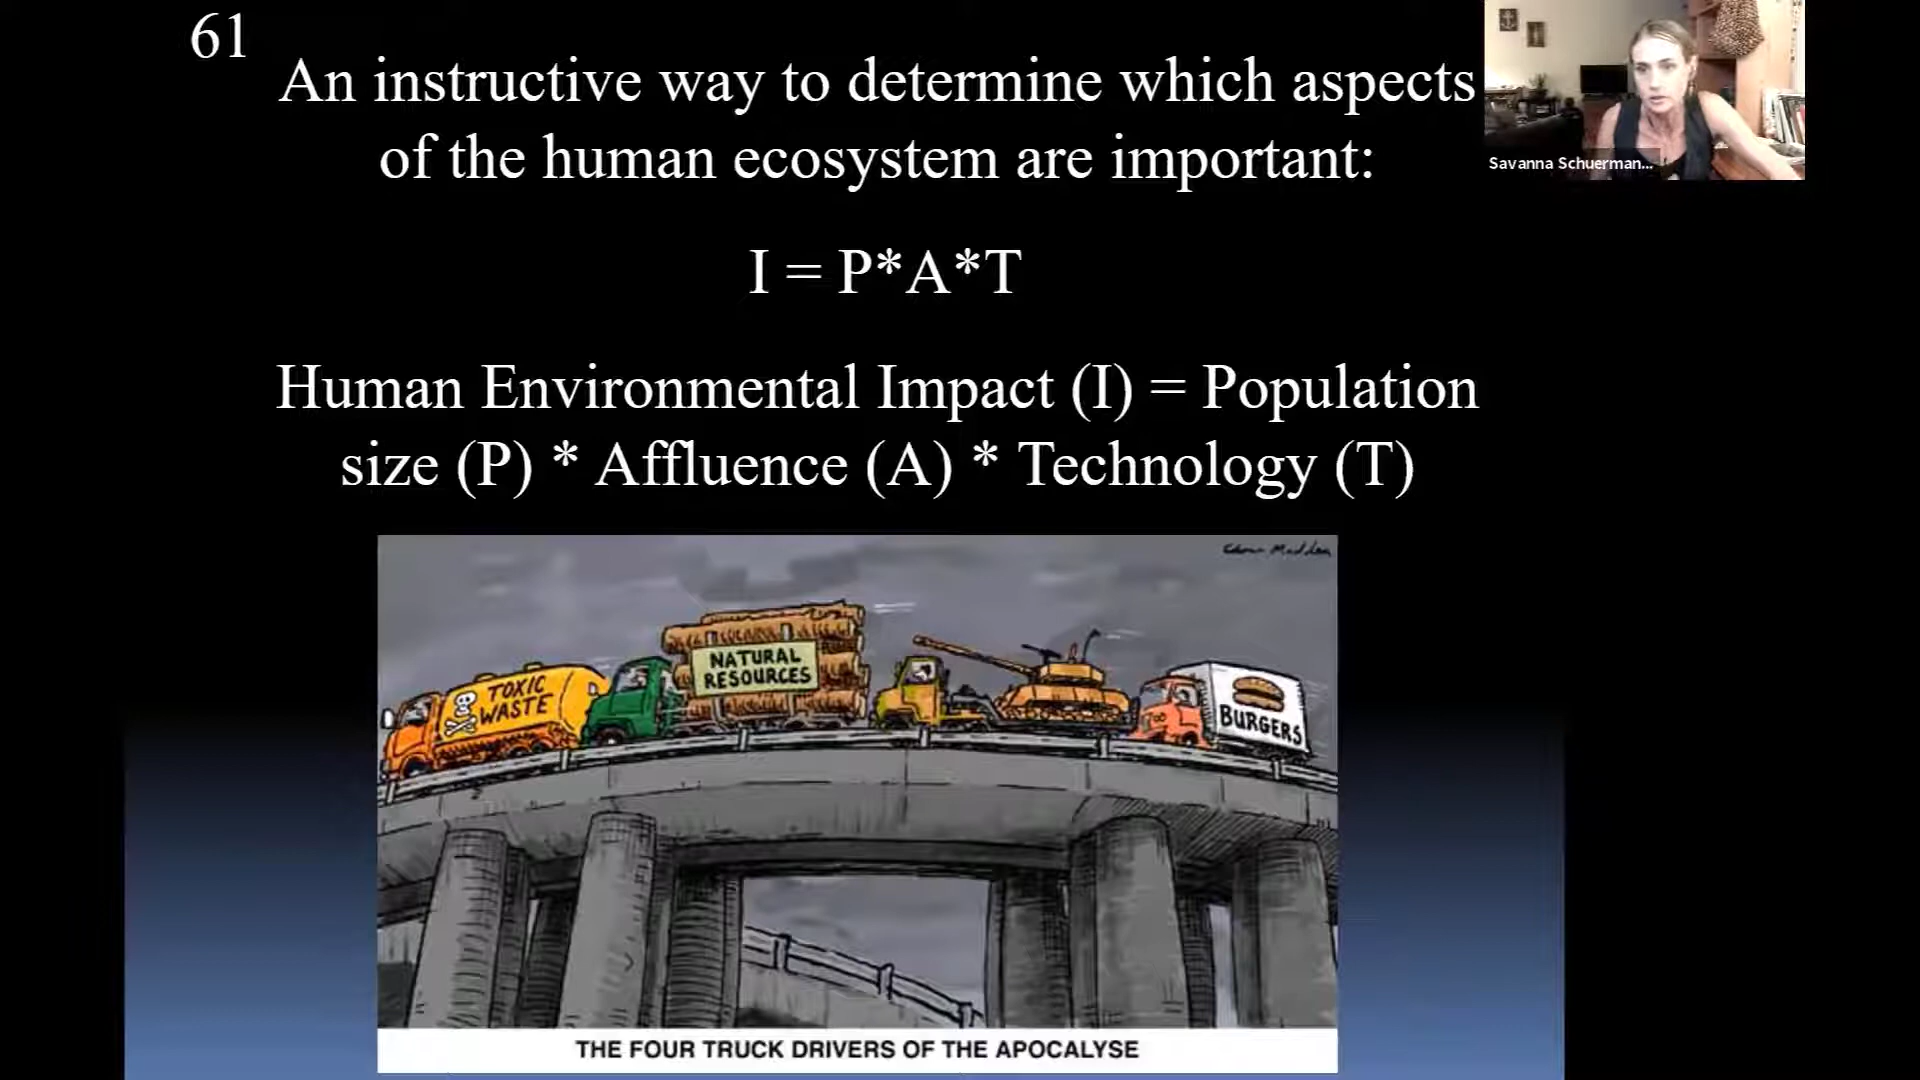 61
An instructive way to determine which aspects
of the human ecosystem are important:
Savanna Schuerman...
I = P*A*T
Human Environmental Impact (I) = Population
size (P) * Affluence (A) * Technology (T)
TOXIC
WASTE
NATURAL
RESOURCES
BURGERS
THE FOUR TRUCK DRIVERS OF THE APOCALYSE